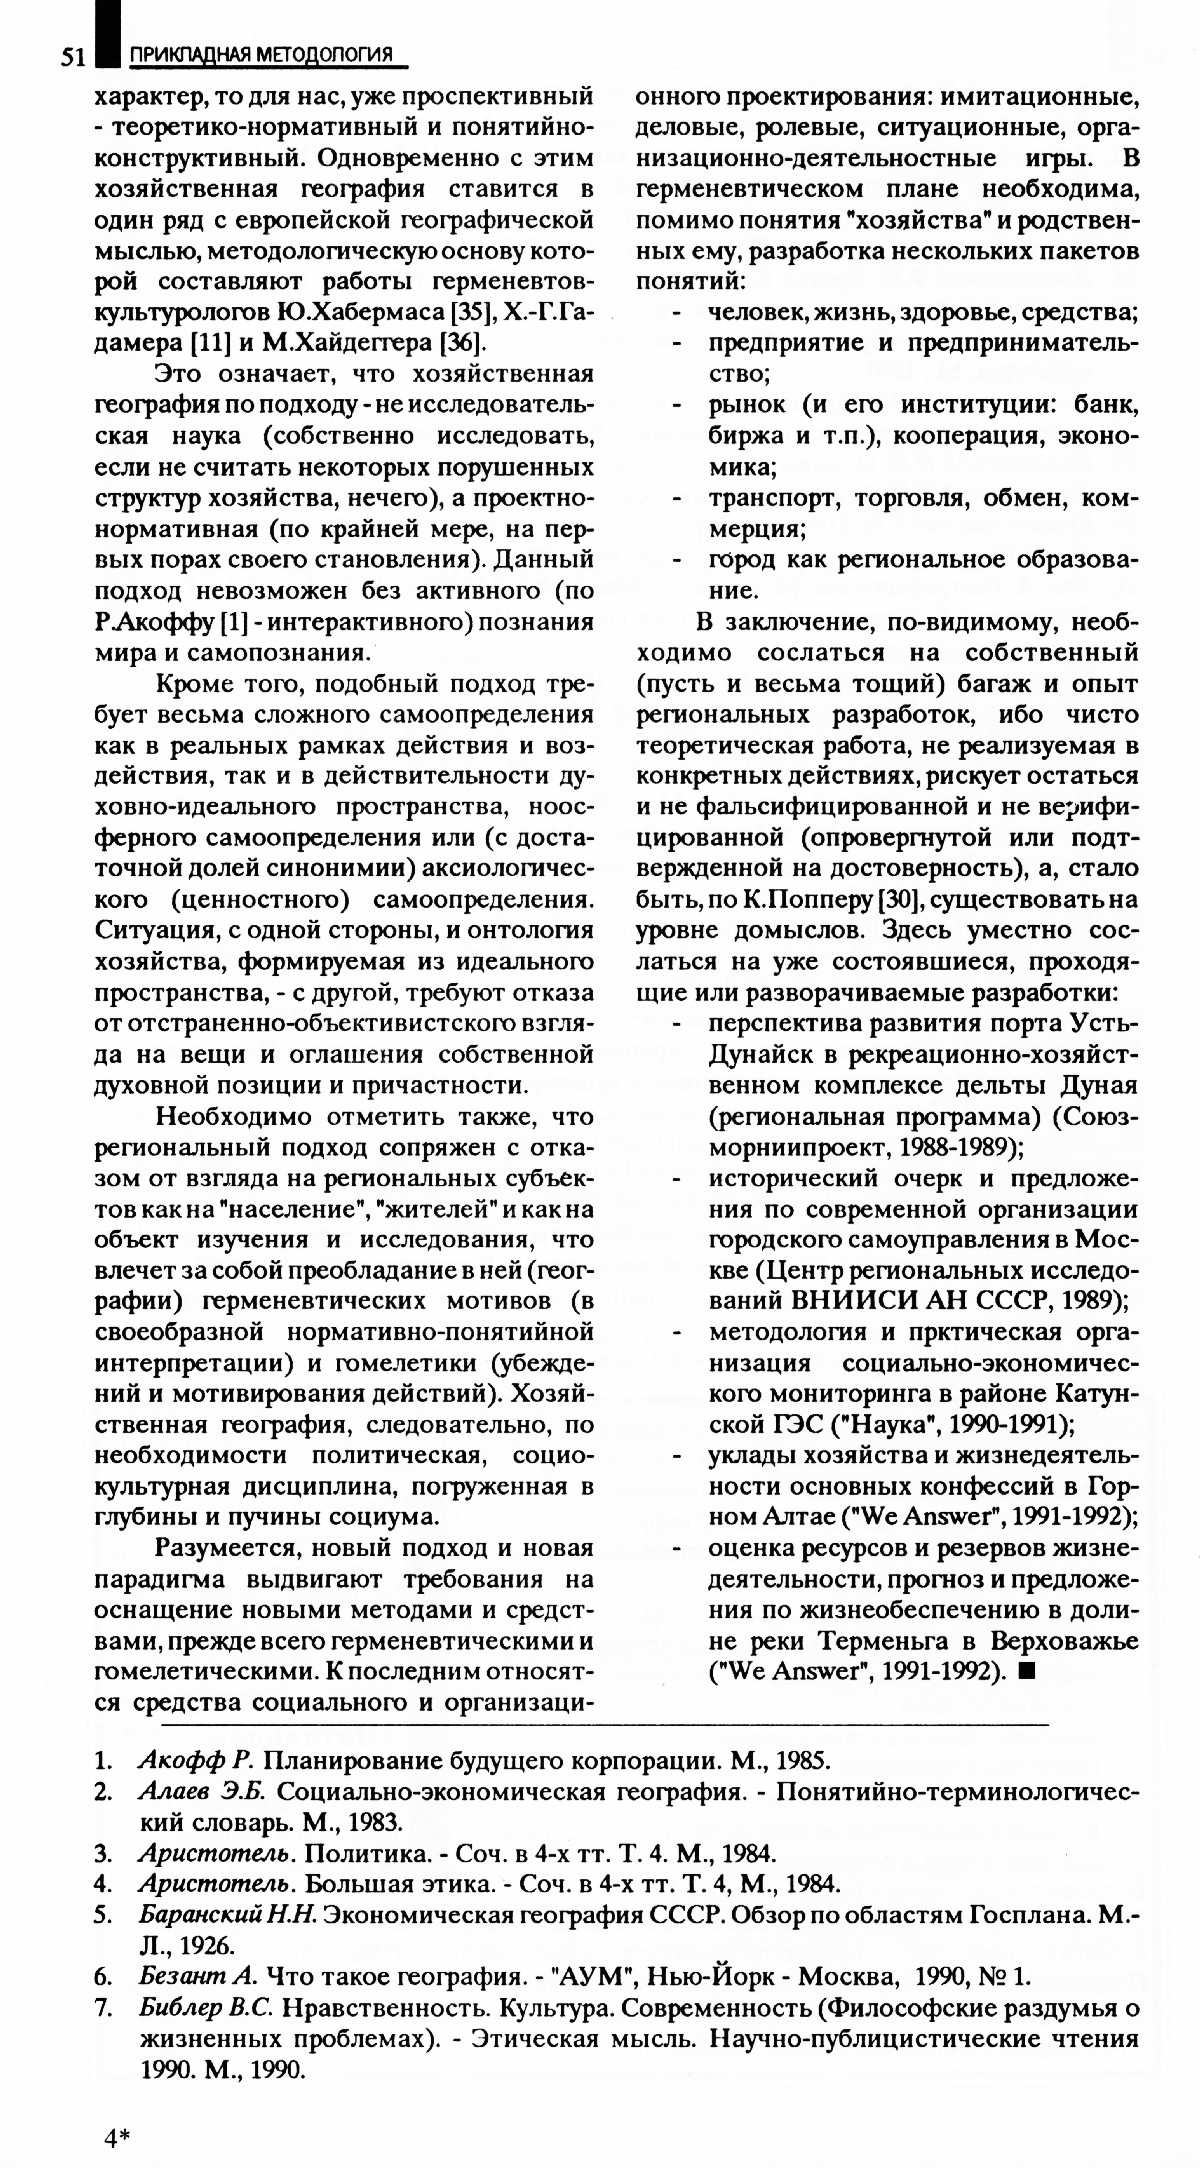 51 ПРИКЛАДНАЯ МЕТОДОЛОГИЯ
характер, то для нас, уже проспективный
- теоретико-нормативный и понятийно-
конструктивный. Одновременно с этим
хозяйственная география ставится в
один ряд с европейской географической
мыслью, методологическую основу кото-
рой составляют работы герменевтов-
культурологов Ю.Хабермаса [35], Х.-Г.Га-
дамера [11] и М.Хайдеггера [36].
Это означает, что хозяйственная
география по подходу - не исследователь-
ская наука (собственно исследовать,
если не считать некоторых порушенных
структур хозяйства, нечего), а проектно-
нормативная (по крайней мере, на пер-
вых порах своего становления). Данный
подход невозможен без активного (по
Р.Акоффу [1] - интерактивного) познания
мира и самопознания.
Кроме того, подобный подход тре-
бует весьма сложного самоопределения
как в реальных рамках действия и воз-
действия, так и в действительности ду-
ховно-идеального пространства, ноос-
ферного самоопределения или (с доста-
точной долей синонимии) аксиологичес-
кого (ценностного) самоопределения.
Ситуация, с одной стороны, и онтология
хозяйства, формируемая из идеального
пространства, - с другой, требуют отказа
от отстраненно-объективистского взгля-
да на вещи и оглашения собственной
духовной позиции и причастности.
Необходимо отметить также, что
региональный подход сопряжен с отка-
зом от взгляда на региональных субъек-
тов как на "население", "жителей" и как на
объект изучения и исследования, что
влечет за собой преобладание в ней (геог-
рафии) герменевтических мотивов (в
своеобразной нормативно-понятийной
интерпретации) и гомелетики (убежде-
ний и мотивирования действий). Хозяй-
ственная география, следовательно, по
необходимости политическая, социо-
культурная дисциплина, погруженная в
глубины и пучины социума.
Разумеется, новый подход и новая
парадигма выдвигают требования на
оснащение новыми методами и средст-
вами, прежде всего герменевтическими и
гомелетическими. К последним относят-
ся средства социального и организаци-
онного проектирования: имитационные,
деловые, ролевые, ситуационные, орга-
низационно-деятельностные игры. В
герменевтическом плане необходима,
помимо понятия "хозяйства" и родствен-
ных ему, разработка нескольких пакетов
понятий:
- человек, жизнь, здоровье, средства;
- предприятие и предприниматель-
ство;
- рынок (и его институции: банк,
биржа и т.п.), кооперация, эконо-
мика;
- транспорт, торговля, обмен, ком-
мерция;
- город как региональное образова-
ние.
В заключение, по-видимому, необ-
ходимо сослаться на собственный
(пусть и весьма тощий) багаж и опыт
региональных разработок, ибо чисто
теоретическая работа, не реализуемая в
конкретных действиях, рискует остаться
и не фальсифицированной и не верифи-
цированной (опровергнутой или подт-
вержденной на достоверность), а, стало
быть, по К.Попперу [30], существовать на
уровне домыслов. Здесь уместно сос-
латься на уже состоявшиеся, проходя-
щие или разворачиваемые разработки:
- перспектива развития порта Усть-
Дунайск в рекреационно-хозяйст-
венном комплексе дельты Дуная
(региональная программа) (Союз-
морниипроект, 1988-1989);
- исторический очерк и предложе-
ния по современной организации
городского самоуправления в Мос-
кве (Центр региональных исследо-
ваний ВНИИСИ АН СССР, 1989);
- методология и прктическая орга-
низация социально-экономичес-
кого мониторинга в районе Катун-
ской ГЭС ("Наука", 1990-1991);
- уклады хозяйства и жизнедеятель-
ности основных конфессий в Гор-
ном Алтае ("We Answer", 1991-1992);
- оценка ресурсов и резервов жизне-
деятельности, прогноз и предложе-
ния по жизнеобеспечению в доли-
не реки Терменьга в Верховажье
("We Answer", 1991-1992). ■
1. Акофф Р. Планирование будущего корпорации. М., 1985.
2. Алаев Э.Б. Социально-экономическая география. - Понятийно-терминологичес-
кий словарь. М., 1983.
3. Аристотель. Политика. - Соч. в 4-х тт. Т. 4. М., 1984.
4. Аристотель. Большая этика. - Соч. в 4-х тт. Т. 4, М., 1984.
5. Баранский Н.Н. Экономическая география СССР. Обзор по областям Госплана. М.-
Л., 1926.
6. Безант А. Что такое география. - "АУМ", Нью-Йорк - Москва, 1990, № 1.
7. Библер В.С. Нравственность. Культура. Современность (Философские раздумья о
жизненных проблемах). - Этическая мысль. Научно-публицистические чтения
1990. М., 1990.
4*